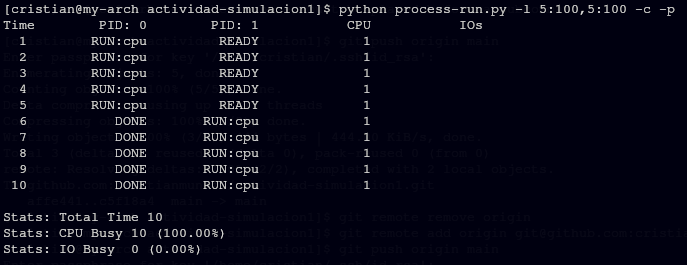 [cristian@my-arch actividad-simulacion1]$ python process-run.py -l 5:100,5:100 -c -p
Time PID: 0 PID: 1 CPU IOs
1 RUN:cpu READY 1
2 RUN:cpu READY 1
3 RUN:cpu READY 1
4 RUN:cpu READY 1
5 RUN:cpu READY 1
6 DONE RUN:cpu 1
7 DONE RUN:cpu 1
8 DONE RUN:cpu 1
9 DONE RUN:cpu 1
10 DONE RUN:cpu 1
Stats: Total Time 10
Stats: CPU Busy 10 (100.00%)
Stats: IO Busy 0 (0.00%)